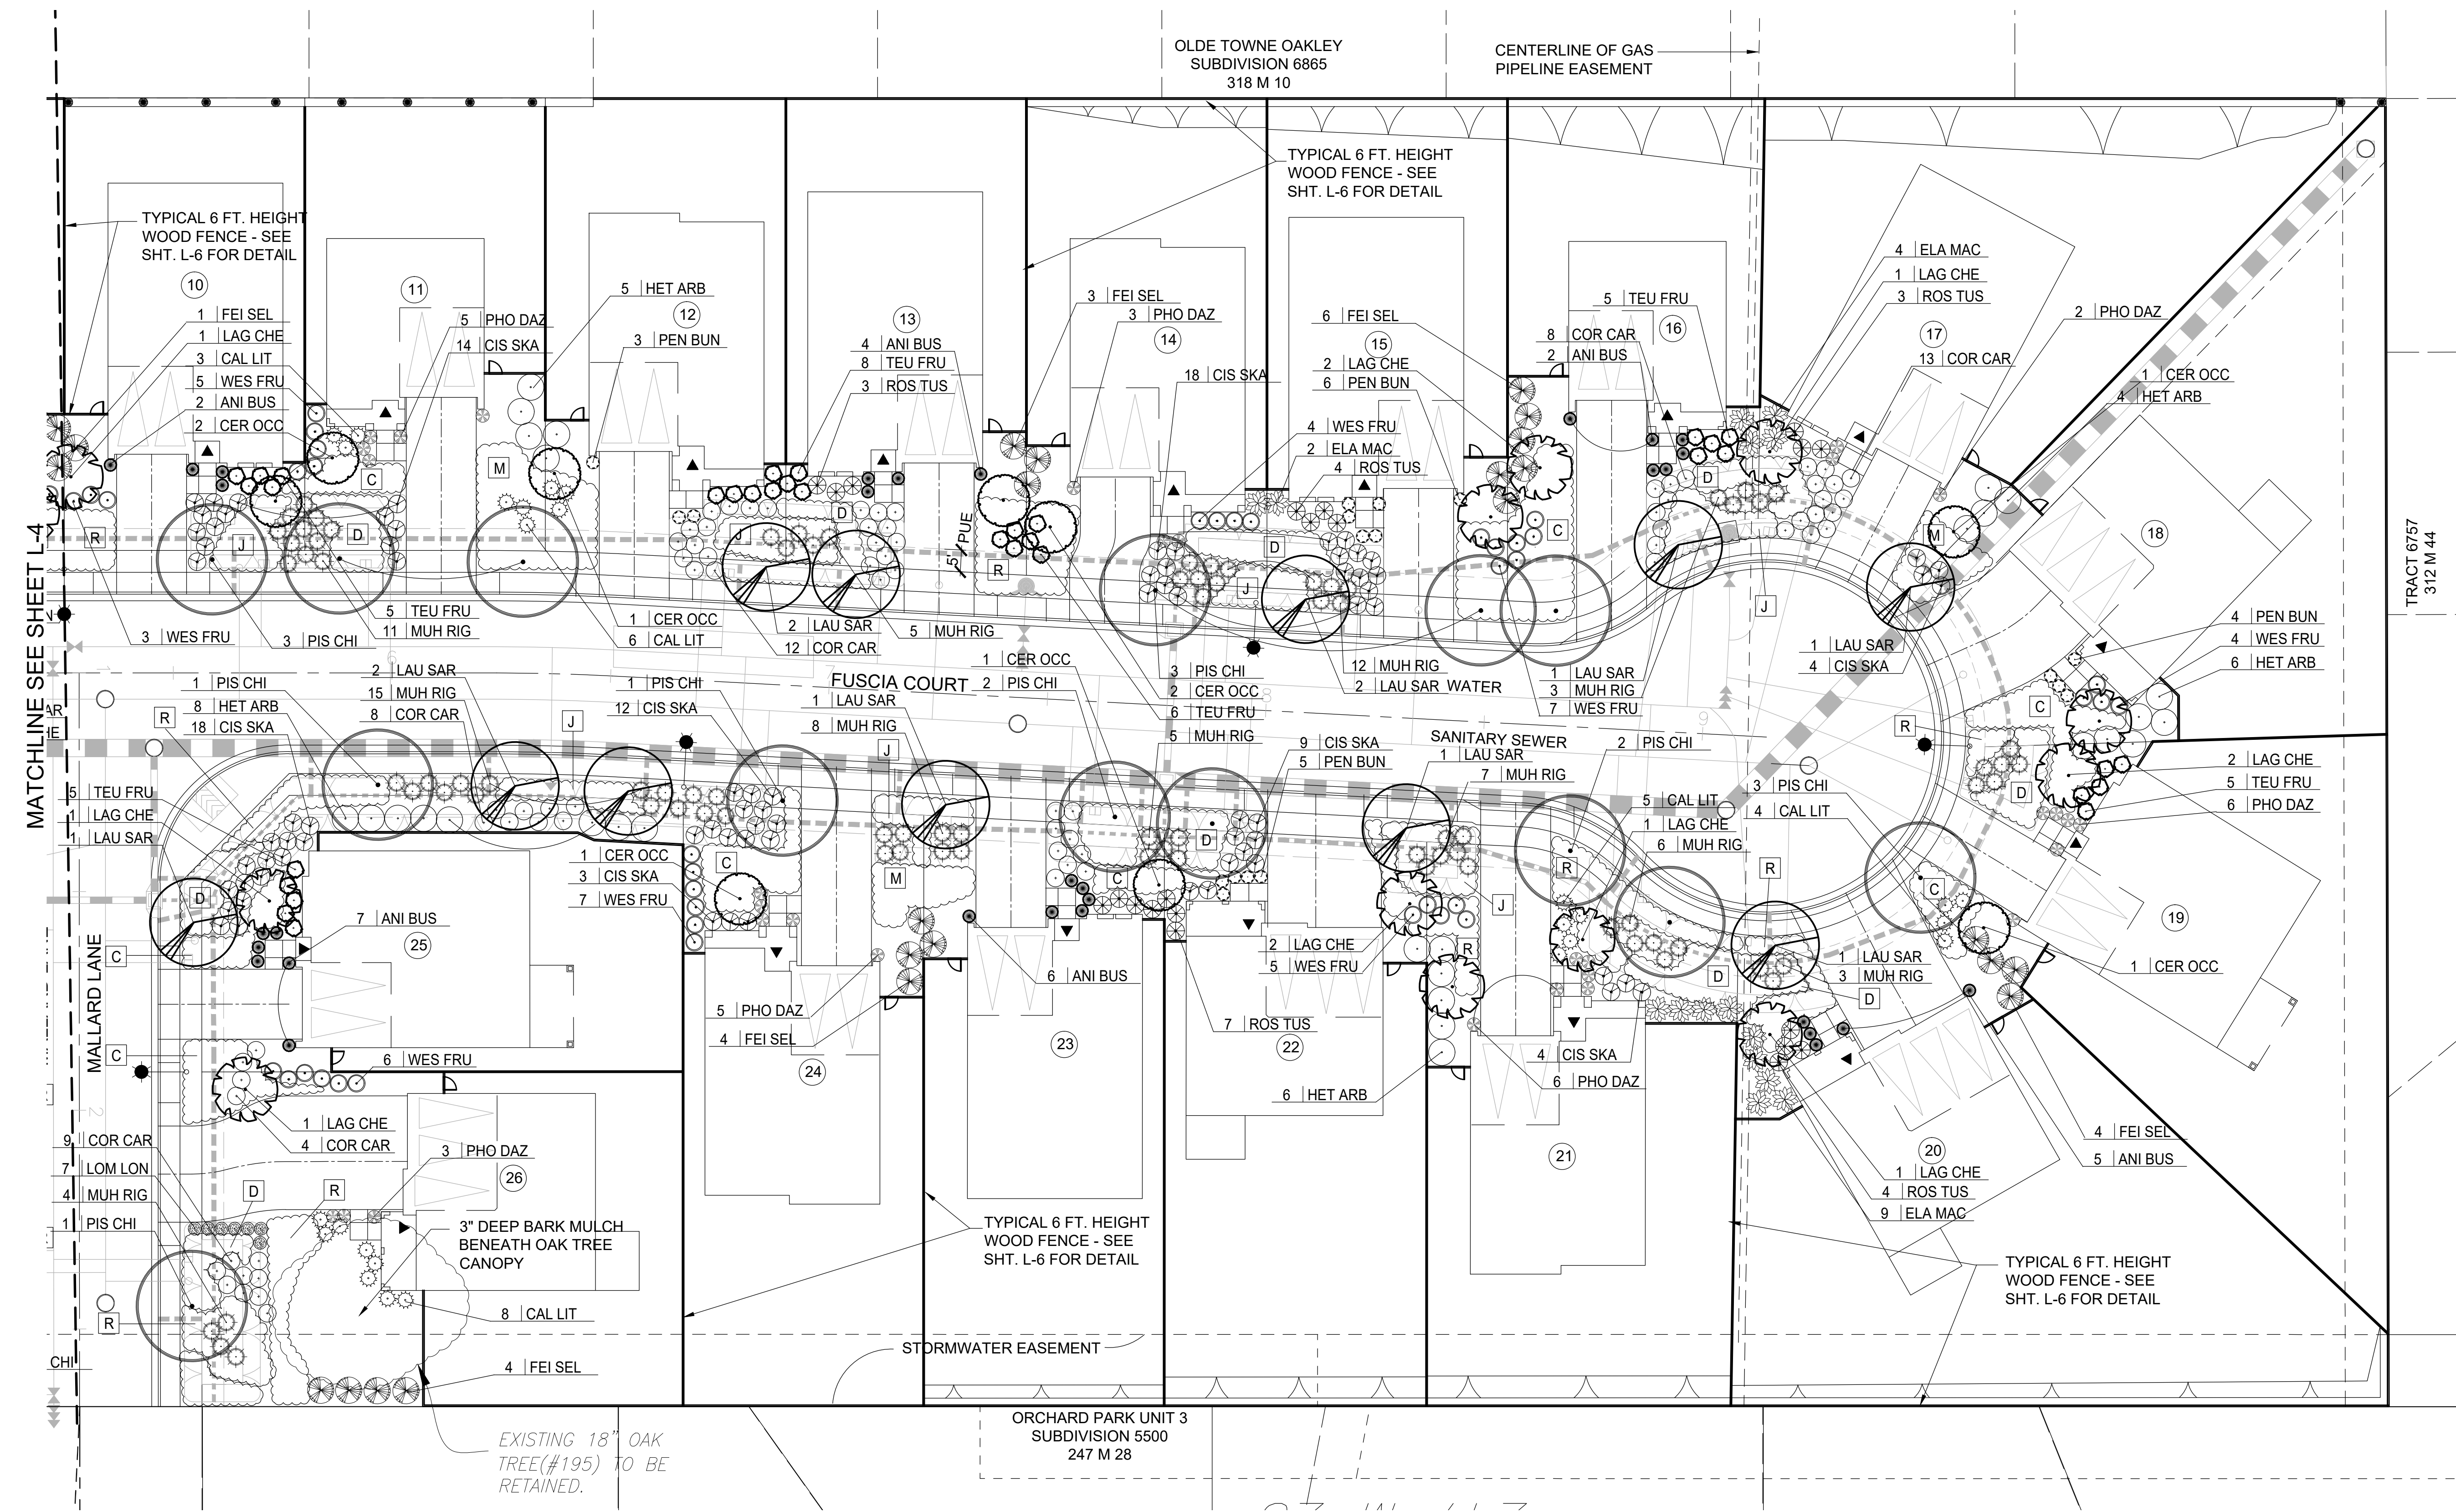 OLDE TOWNE OAKLEY
SUBDIVISION 6865
318 M 10
CENTERLINE OF GAS
PIPELINE EASEMENT
TYPICAL 6 FT. HEIGHT
WOOD FENCE - SEE
SHT. L-6 FOR DETAIL
TYPICAL 6 FT. HEIGHT
WOOD FENCE - SEE
SHT. L-6 FOR DETAIL
10
1 FEI SEL
1 LAG CHE
3 CAL LIT
5 WES FRU
2 ANI BUS
2 CER OCC
11
5 PHO DAZ
14 CIS SKA
5 HET ARB
12
3 PEN BUN
13
4 ANI BUS
8 TEU FRU
3 ROS TUS
3 FEI SEL
3 PHO DAZ
14
18 CIS SKA
6 FEI SEL
15
2 LAG CHE
6 PEN BUN
4 WES FRU
2 ELA MAC
4 ROS TUS
5 TEU FRU
16
8 COR CAR
2 ANI BUS
4 ELA MAC
1 LAG CHE
3 ROS TUS
17
13 COR CAR
2 PHO DAZ
1 CER OCC
4 HET ARB
18
TRACT 6757
312 M 44
MATCHLINE SEE SHEET L-4
R
J
D
C
M
J
D
5' PUE
R
D
J
C
D
J
M
3 WES FRU
3 PIS CHI
5 TEU FRU
11 MUH RIG
1 CER OCC
6 CAL LIT
2 LAU SAR
12 COR CAR
5 MUH RIG
3 PIS CHI
2 CER OCC
6 TEU FRU
12 MUH RIG
2 LAU SAR
WATER
1 LAU SAR
3 MUH RIG
7 WES FRU
1 LAU SAR
4 CIS SKA
4 PEN BUN
4 WES FRU
6 HET ARB
FUSCIA COURT
SANITARY SEWER
1 PIS CHI
8 HET ARB
18 CIS SKA
2 LAU SAR
15 MUH RIG
8 COR CAR
1 PIS CHI
12 CIS SKA
1 LAU SAR
8 MUH RIG
1 CER OCC
2 PIS CHI
5 MUH RIG
9 CIS SKA
5 PEN BUN
1 LAU SAR
7 MUH RIG
2 PIS CHI
5 CAL LIT
1 LAG CHE
6 MUH RIG
3 PIS CHI
4 CAL LIT
2 LAG CHE
5 TEU FRU
6 PHO DAZ
R
J
J
C
R
D
5 TEU FRU
1 LAG CHE
1 LAU SAR
D
7 ANI BUS
25
C
1 CER OCC
3 CIS SKA
7 WES FRU
C
M
C
D
J
R
R
R
C
19
1 CER OCC
MALLARD LANE
C
5 PHO DAZ
4 FEI SEL
24
6 ANI BUS
23
7 ROS TUS
22
2 LAG CHE
5 WES FRU
6 HET ARB
4 CIS SKA
6 PHO DAZ
21
D
1 LAU SAR
3 MUH RIG
D
4 FEI SEL
5 ANI BUS
20
1 LAG CHE
4 ROS TUS
9 ELA MAC
6 WES FRU
1 LAG CHE
4 COR CAR
9 COR CAR
7 LOM LON
4 MUH RIG
1 PIS CHI
D
R
3 PHO DAZ
26
3" DEEP BARK MULCH
BENEATH OAK TREE
CANOPY
R
8 CAL LIT
4 FEI SEL
CHI
TYPICAL 6 FT. HEIGHT
WOOD FENCE - SEE
SHT. L-6 FOR DETAIL
TYPICAL 6 FT. HEIGHT
WOOD FENCE - SEE
SHT. L-6 FOR DETAIL
STORMWATER EASEMENT
ORCHARD PARK UNIT 3
SUBDIVISION 5500
247 M 28
EXISTING 18" OAK
TREE(#195) TO BE
RETAINED.